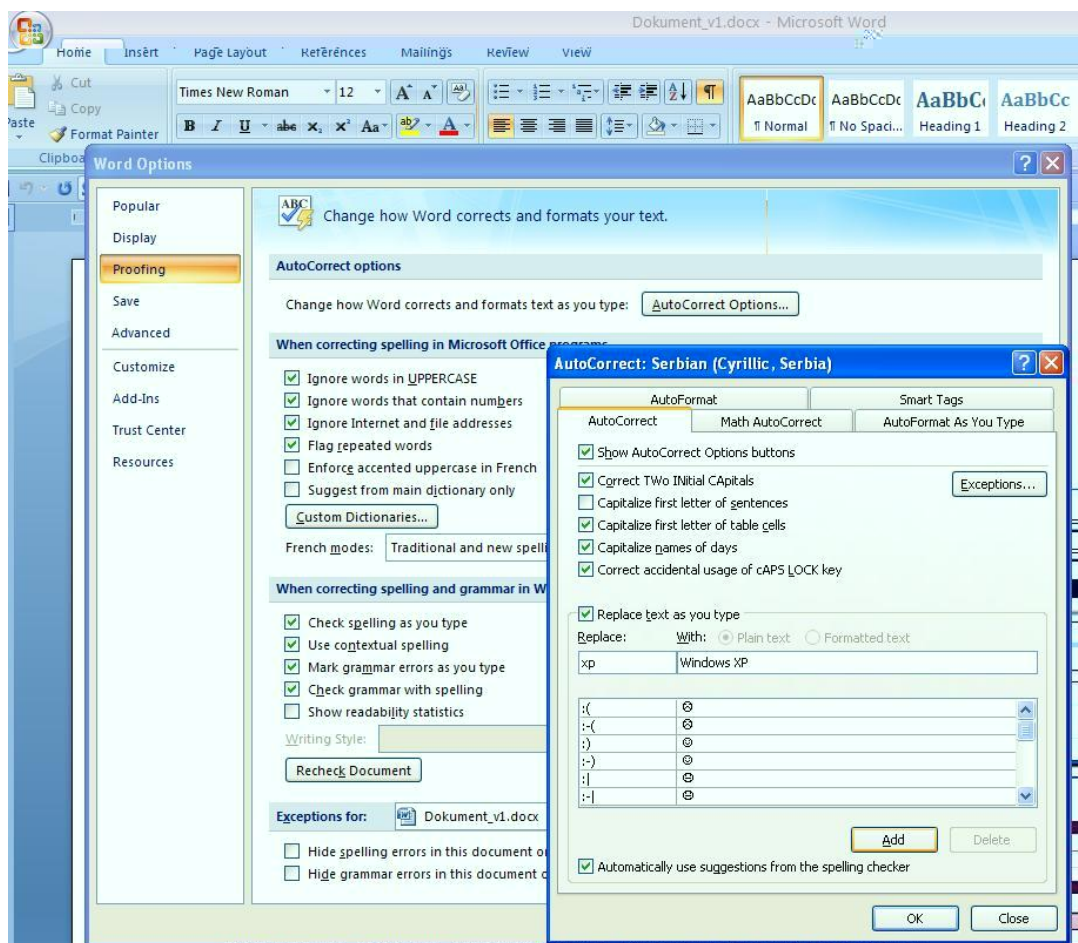 Dokument_v1.docx - Microsoft Word
Home Insert Page Layout References Mailings Review View
Cut
Copy
Paste
Format Painter
Times New Roman 12
AaBbCcDc AaBbCcDc AaBbC AaBbCc
¶ Normal ¶ No Spaci... Heading 1 Heading 2
Clipboa
Word Options
Popular
Display
Proofing
Save
Advanced
Customize
Add-Ins
Trust Center
Resources
ABC
Change how Word corrects and formats your text.
AutoCorrect options
Change how Word corrects and formats text as you type: AutoCorrect Options...
When correcting spelling in Microsoft Office programs
Ignore words in UPPERCASE
Ignore words that contain numbers
Ignore Internet and file addresses
Flag repeated words
Enforce accented uppercase in French
Suggest from main dictionary only
Custom Dictionaries...
French modes: Traditional and new spelli
When correcting spelling and grammar in W
Check spelling as you type
Use contextual spelling
Mark grammar errors as you type
Check grammar with spelling
Show readability statistics
Writing Style:
Recheck Document
Exceptions for: Dokument_v1.docx
Hide spelling errors in this document o
Hide grammar errors in this document o
AutoCorrect: Serbian (Cyrillic, Serbia)
AutoFormat Smart Tags
AutoCorrect Math AutoCorrect AutoFormat As You Type
Show AutoCorrect Options buttons
Correct TWo INitial CApitals
Exceptions...
Capitalize first letter of sentences
Capitalize first letter of table cells
Capitalize names of days
Correct accidental usage of cAPS LOCK key
Replace text as you type
Replace: With: Plain text Formatted text
xp Windows XP
:( ☹
:-( ☹
:) ☺
:-) ☺
:| 😐
:-| 😐
Add Delete
Automatically use suggestions from the spelling checker
OK Close